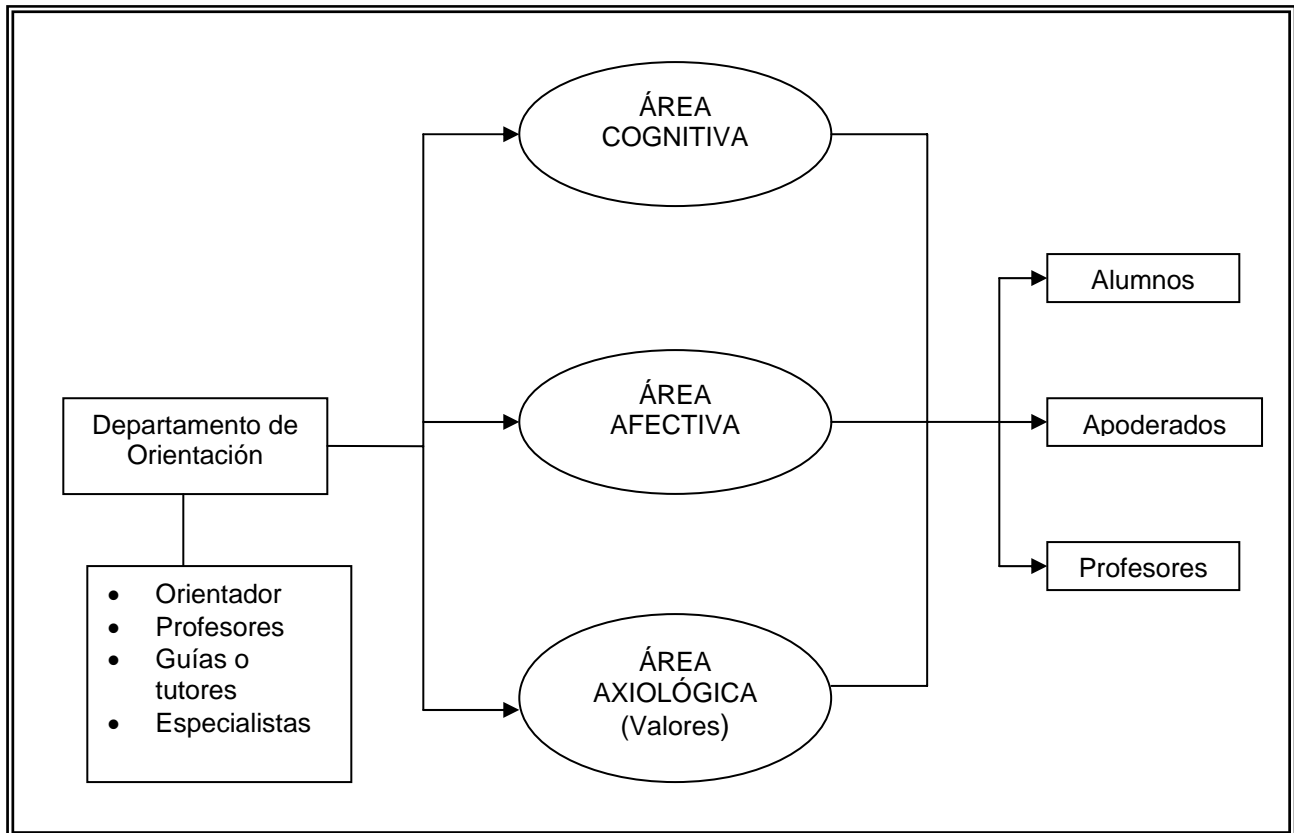 ÁREA
COGNITIVA
Alumnos
ÁREA
AFECTIVA
Departamento de
Orientación
Apoderados
• Orientador
• Profesores
• Guías o
tutores
• Especialistas
Profesores
ÁREA
AXIOLÓGICA
(Valores)